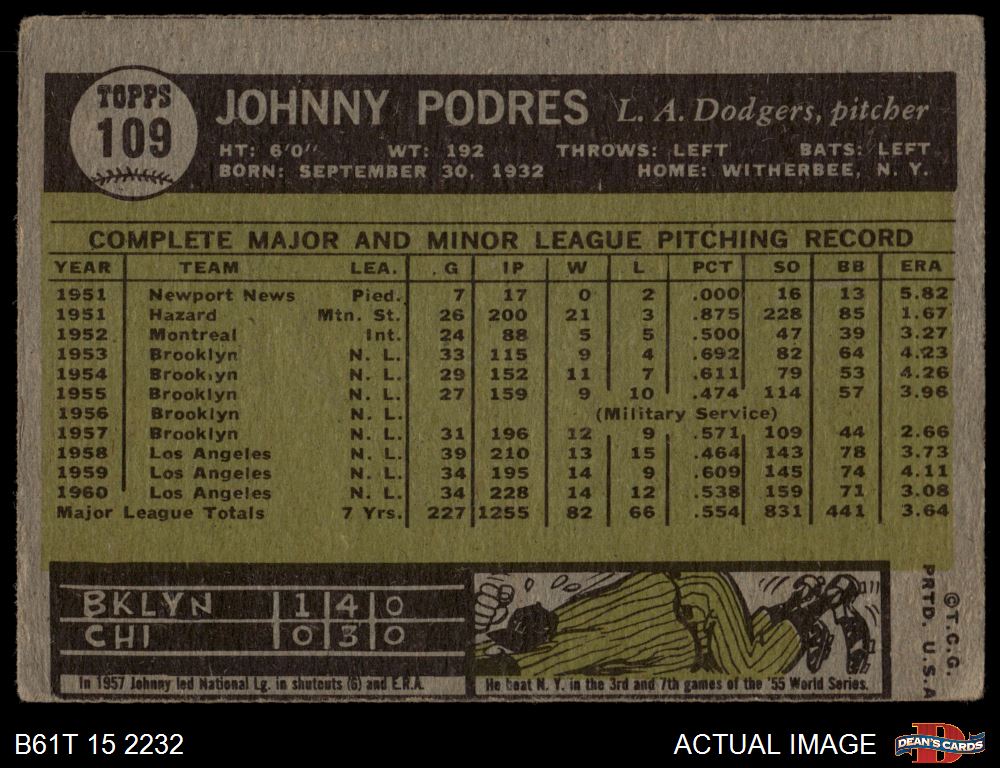 TOPPS
109
JOHNNY PODRES L. A. Dodgers, pitcher
HT: 6'0" WT: 192 THROWS: LEFT BATS: LEFT
BORN: SEPTEMBER 30, 1932 HOME: WITHERBEE, N. Y.
COMPLETE MAJOR AND MINOR LEAGUE PITCHING RECORD
YEAR TEAM LEA. G IP W L PCT SO BB ERA
1951 Newport News Pied. 7 17 0 2 .000 16 13 5.82
1951 Hazard Mtn. St. 26 200 21 3 .875 228 85 1.67
1952 Montreal Int. 24 88 5 5 .500 47 39 3.27
1953 Brooklyn N. L. 33 115 9 4 .692 82 64 4.23
1954 Brooklyn N. L. 29 152 11 7 .611 79 53 4.26
1955 Brooklyn N. L. 27 159 9 10 .474 114 57 3.96
1956 Brooklyn N. L. (Military Service)
1957 Brooklyn N. L. 31 196 12 9 .571 109 44 2.66
1958 Los Angeles N. L. 39 210 13 15 .464 143 78 3.73
1959 Los Angeles N. L. 34 195 14 9 .609 145 74 4.11
1960 Los Angeles N. L. 34 228 14 12 .538 159 71 3.08
Major League Totals 7 Yrs. 227 1255 82 66 .554 831 441 3.64
BKLYN 1 4 0
CHI 0 3 0
In 1957 Johnny led National Lg. in shutouts (6) and E.R.A.
He beat N. Y. in the 3rd and 7th games of the '55 World Series.
©T.C.G.
PRTD. U.S.A
B61T 15 2232
ACTUAL IMAGE
DEAN'S CARDS